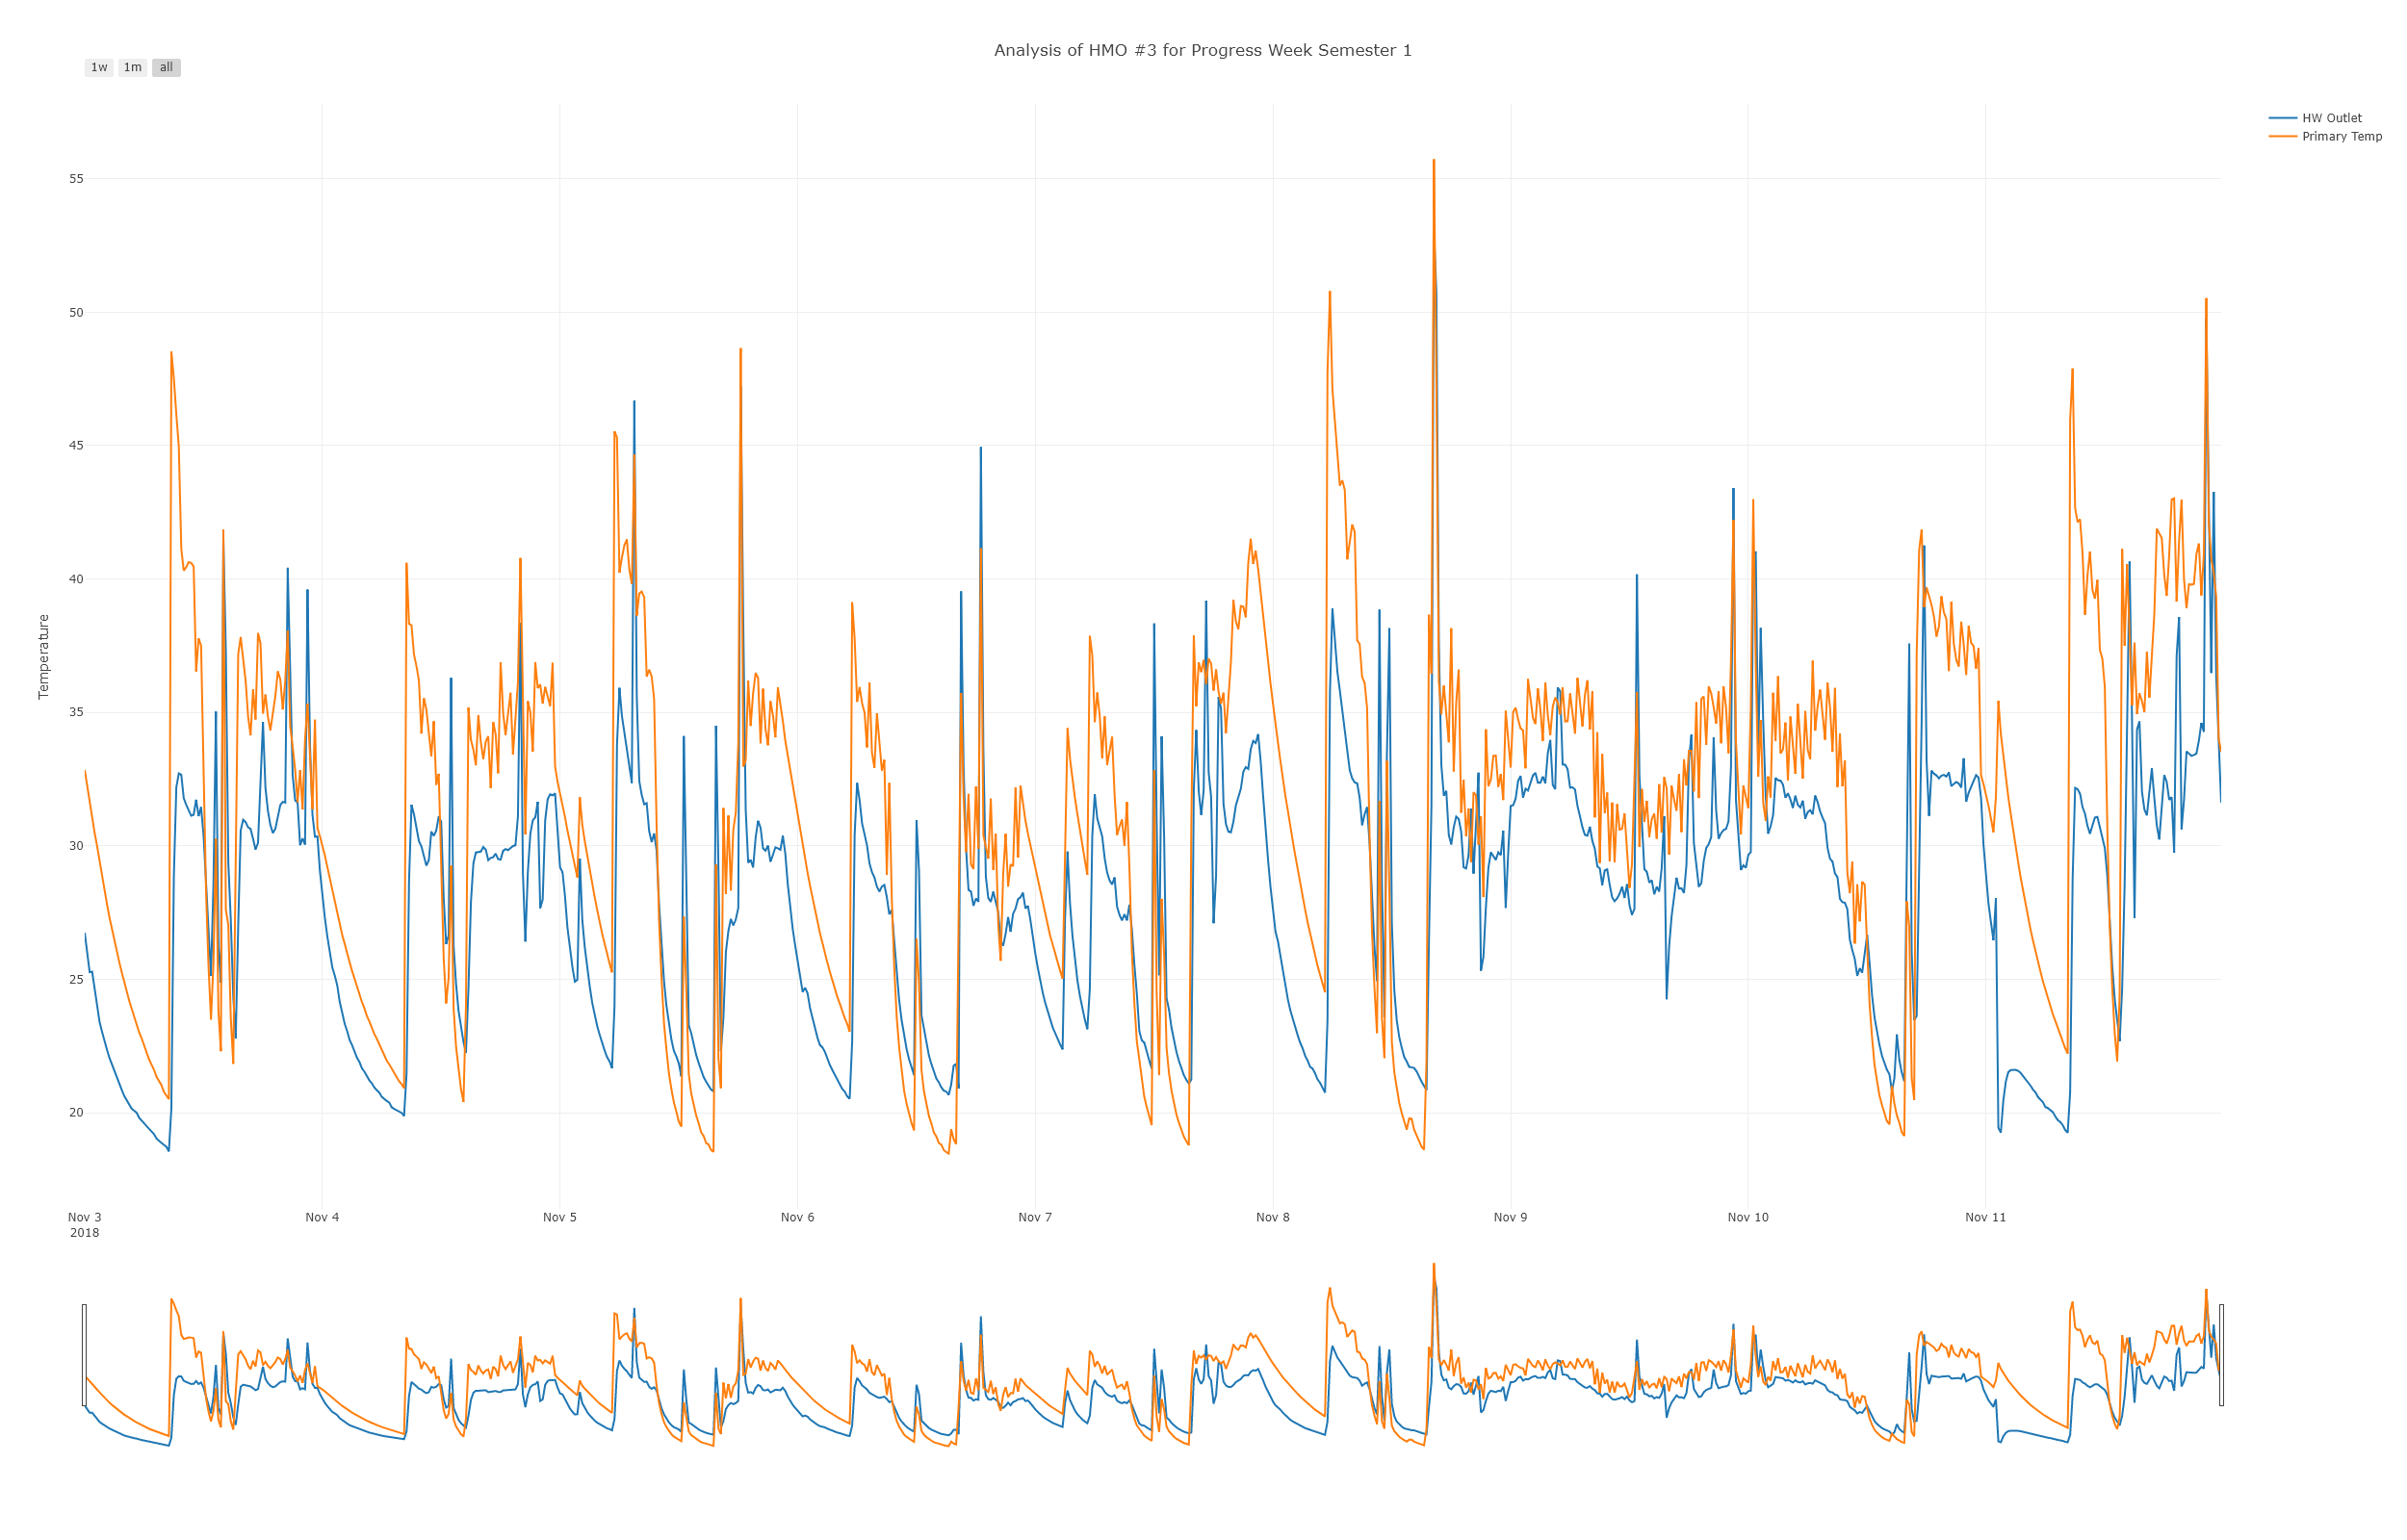 Analysis of HMO #3 for Progress Week Semester 1
1w 1m all
HW Outlet
Primary Temp
Temperature
55
50
45
40
35
30
25
20
Nov 3 Nov 4 Nov 5 Nov 6 Nov 7 Nov 8 Nov 9 Nov 10 Nov 11
2018